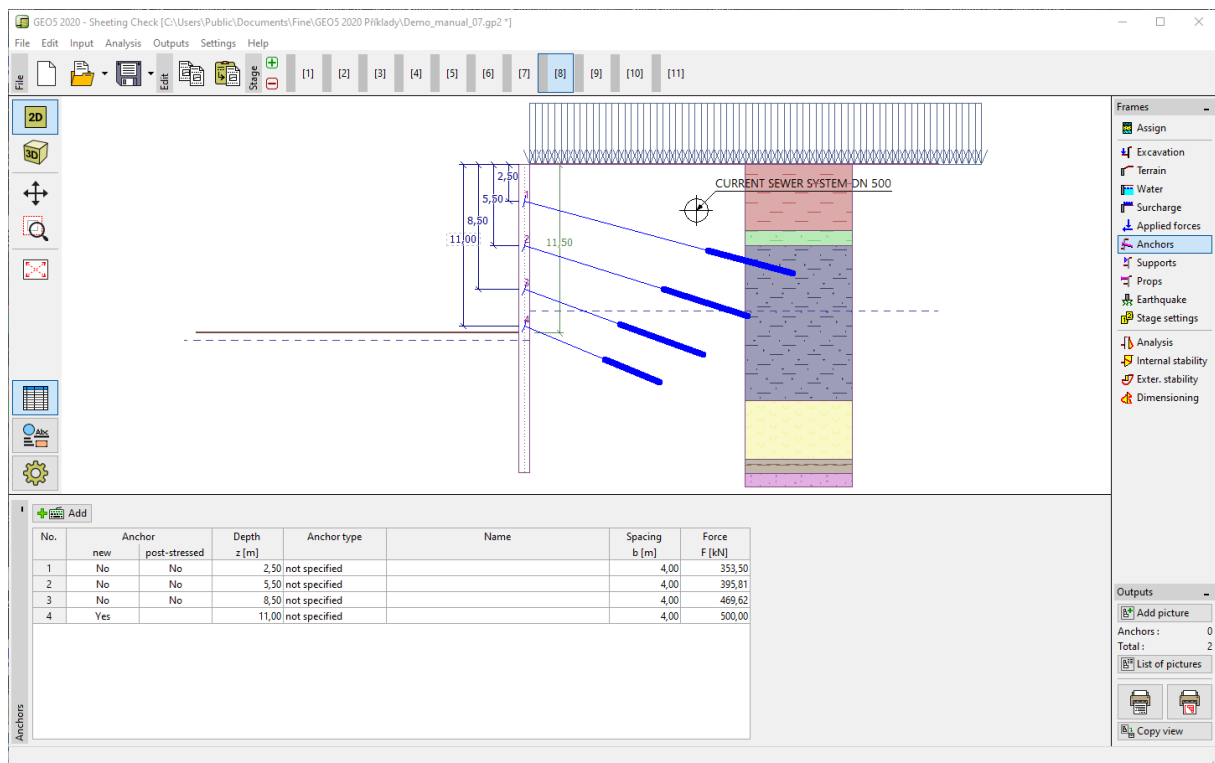 GEO5 2020 - Sheeting Check [C:\Users\Public\Documents\Fine\GEO5 2020 Příklady\Demo_manual_07.gp2 *]
File Edit Input Analysis Outputs Settings Help
File
Edit
Stage
[1] [2] [3] [4] [5] [6] [7] [8] [9] [10] [11]
2D
3D
Abc
2,50
5,50
8,50
11,00
11,50
1
2
3
4
CURRENT SEWER SYSTEM-DN 500
Frames
Assign
Excavation
Terrain
Water
Surcharge
Applied forces
Anchors
Supports
Props
Earthquake
Stage settings
Analysis
Internal stability
Exter. stability
Dimensioning
Add
No. Anchor Depth Anchor type Name Spacing Force
new post-stressed z [m] b [m] F [kN]
1 No No 2,50 not specified 4,00 353,50
2 No No 5,50 not specified 4,00 395,81
3 No No 8,50 not specified 4,00 469,62
4 Yes 11,00 not specified 4,00 500,00
Anchors
Outputs
Add picture
Anchors : 0
Total : 2
List of pictures
Copy view